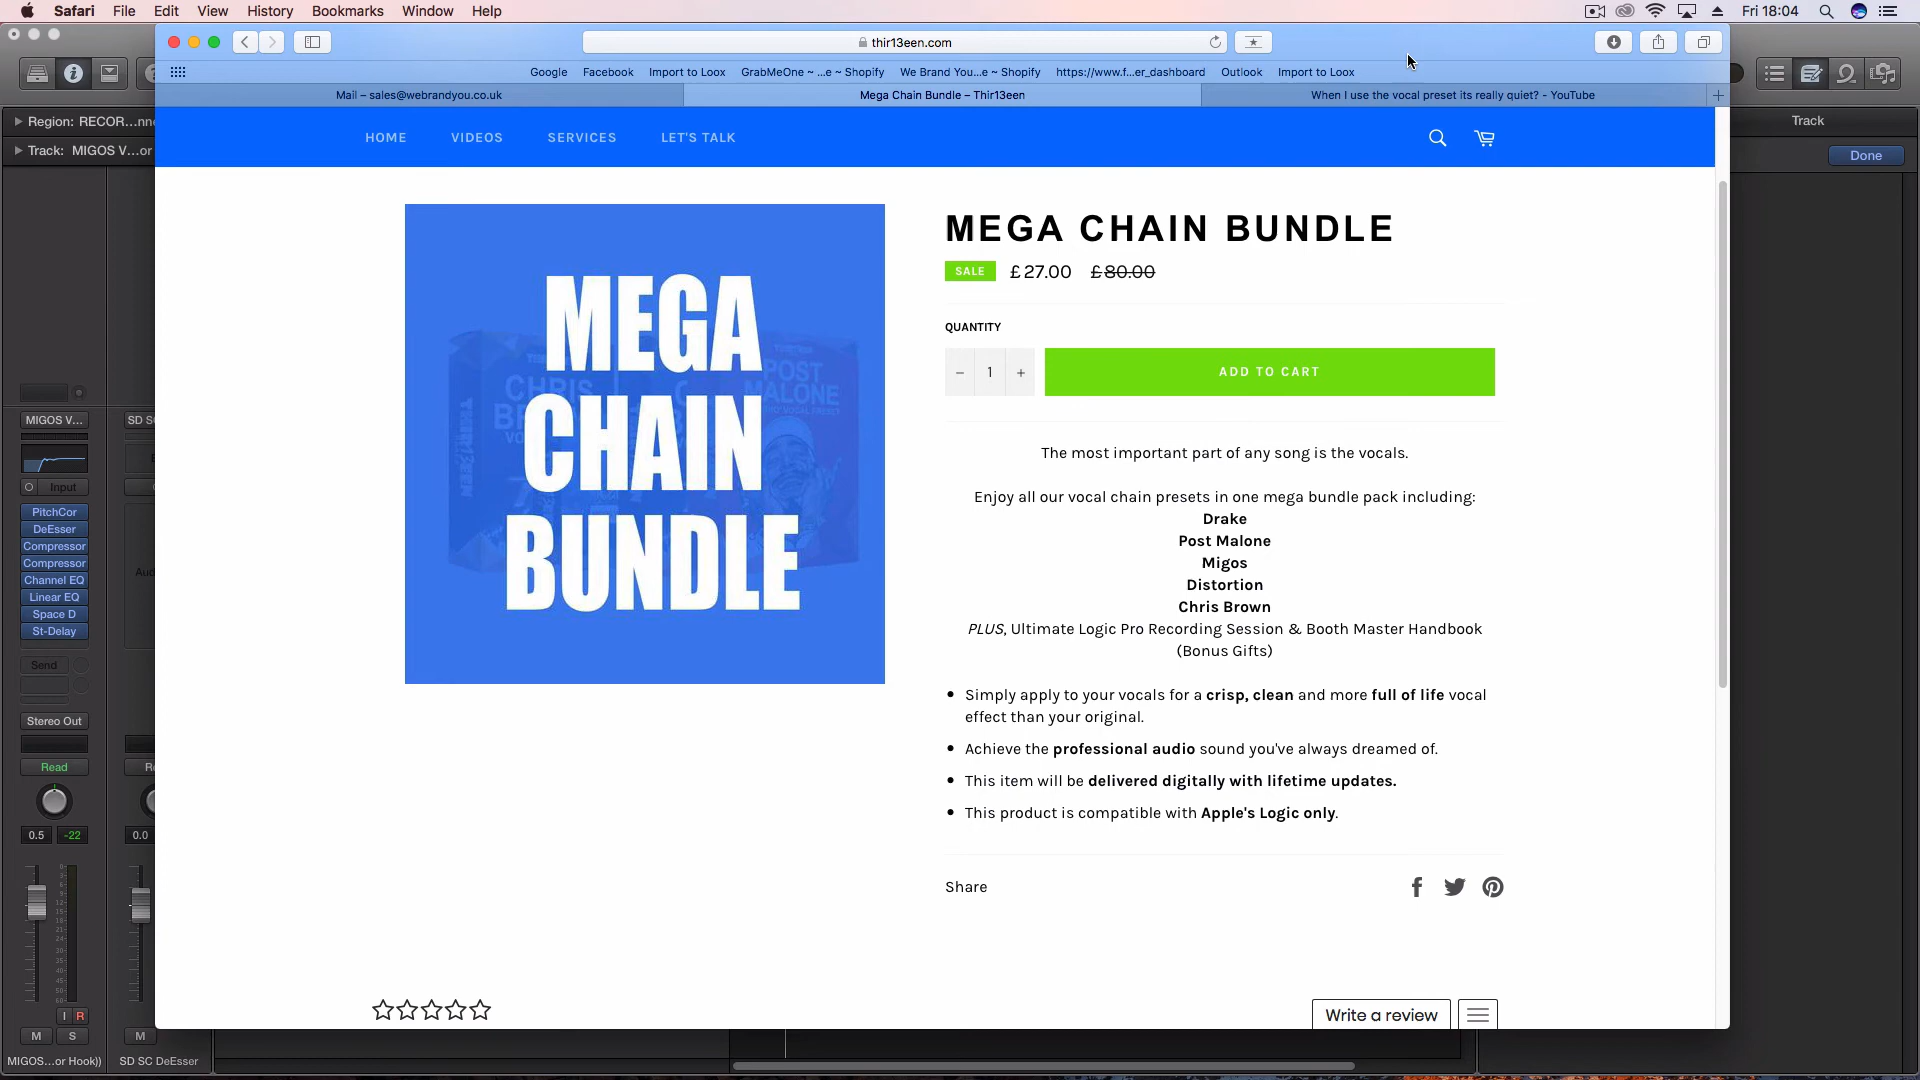 Safari File Edit View History Bookmarks Window Help
Fri 18:04
thir13een.com
Google Facebook Import to Loox GrabMeOne ~ ...e ~ Shopify We Brand You...e ~ Shopify https://www.f...er_dashboard Outlook Import to Loox
Mail – sales@webrandyou.co.uk
Mega Chain Bundle – Thir13een
When I use the vocal preset its really quiet? - YouTube
Region: RECOR...nne
Track
HOME VIDEOS SERVICES LET'S TALK
Track: MIGOS V...or
Done
MEGA
CHAIN
BUNDLE
MEGA CHAIN BUNDLE
SALE £27.00 £80.00
QUANTITY
− 1 +
ADD TO CART
The most important part of any song is the vocals.
Enjoy all our vocal chain presets in one mega bundle pack including:
Drake
Post Malone
Migos
Distortion
Chris Brown
PLUS, Ultimate Logic Pro Recording Session & Booth Master Handbook
(Bonus Gifts)
Simply apply to your vocals for a crisp, clean and more full of life vocal
effect than your original.
Achieve the professional audio sound you've always dreamed of.
This item will be delivered digitally with lifetime updates.
This product is compatible with Apple's Logic only.
Share
Write a review
MIGOS V... SD SC
Input
PitchCor
DeEsser
Compressor
Compressor
Channel EQ
Linear EQ
Space D
St-Delay
Send
Stereo Out
Read
0.5 -22 0.0
I R
M S M
MIGOS...or Hook)) SD SC DeEsser